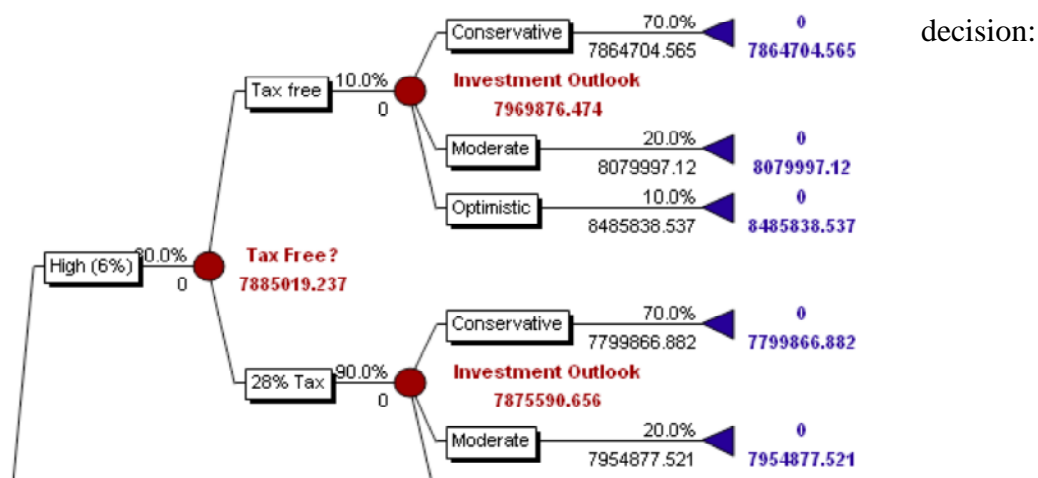 decision:
Conservative 70.0% 0
7864704.565 7864704.565
Tax free 10.0% Investment Outlook
0 7969876.474
Moderate 20.0% 0
8079997.12 8079997.12
Optimistic 10.0% 0
8485838.537 8485838.537
High (6%) 0.0% Tax Free?
0 7885019.237
Conservative 70.0% 0
7799866.882 7799866.882
28% Tax 90.0% Investment Outlook
0 7875590.656
Moderate 20.0% 0
7954877.521 7954877.521